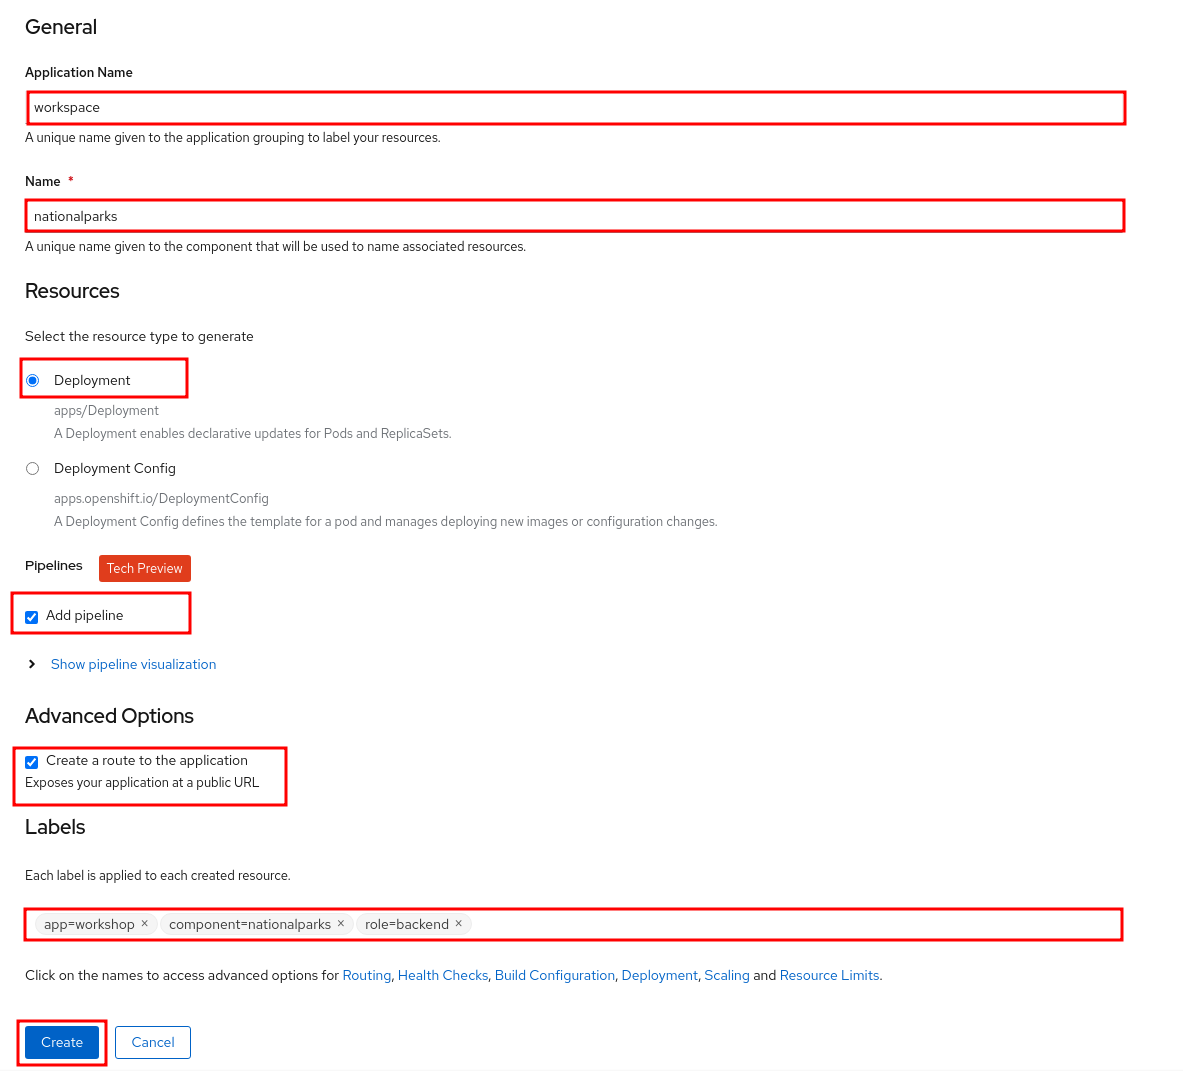 General
Application Name
workspace
A unique name given to the application grouping to label your resources.
Name *
nationalparks
A unique name given to the component that will be used to name associated resources.
Resources
Select the resource type to generate
Deployment
apps/Deployment
A Deployment enables declarative updates for Pods and ReplicaSets.
Deployment Config
apps.openshift.io/DeploymentConfig
A Deployment Config defines the template for a pod and manages deploying new images or configuration changes.
Pipelines Tech Preview
Add pipeline
Show pipeline visualization
Advanced Options
Create a route to the application
Exposes your application at a public URL
Labels
Each label is applied to each created resource.
app=workshop × component=nationalparks × role=backend ×
Click on the names to access advanced options for Routing, Health Checks, Build Configuration, Deployment, Scaling and Resource Limits.
Create Cancel